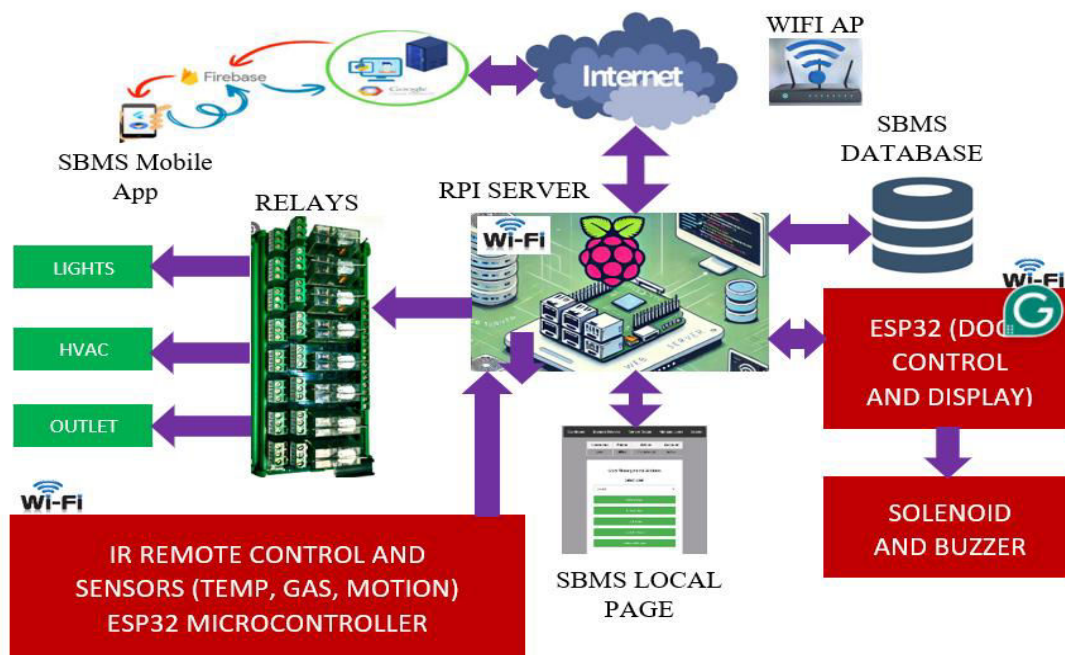 WIFI AP
Firebase
Google
Internet
SBMS
DATABASE
SBMS Mobile
App
RPI SERVER
RELAYS
Wi-Fi
LIGHTS
HVAC
OUTLET
WEB SERVER
Wi-Fi
ESP32 (DOO
CONTROL
AND DISPLAY)
Wi-Fi
IR REMOTE CONTROL AND
SENSORS (TEMP, GAS, MOTION)
ESP32 MICROCONTROLLER
SBMS LOCAL
PAGE
SOLENOID
AND BUZZER